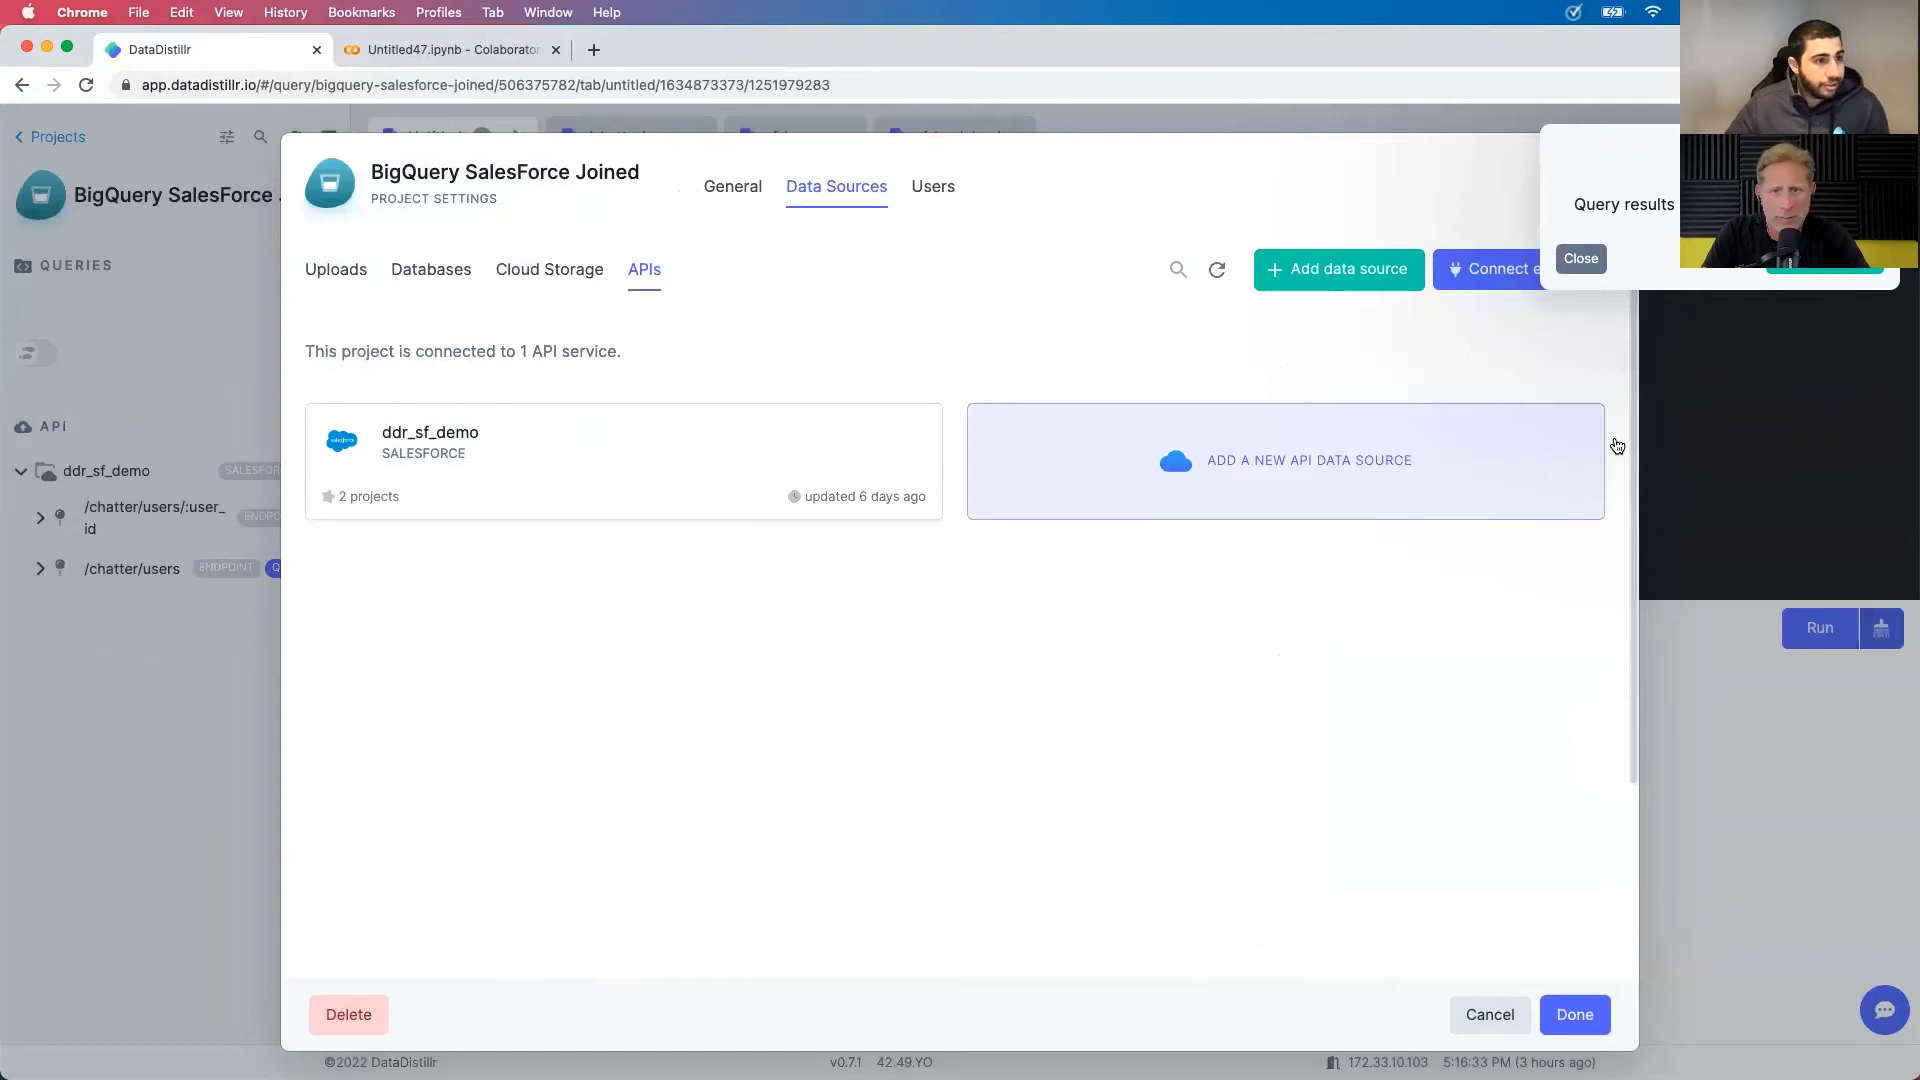 Chrome File Edit View History Bookmarks Profiles Tab Window Help
DataDistillr
Untitled47.ipynb - Colaborator
app.datadistillr.io/#/query/bigquery-salesforce-joined/506375782/tab/untitled/1634873373/1251979283
Projects
BigQuery SalesForce
QUERIES
API
ddr_sf_demo
/chatter/users/:user_
id
/chatter/users ENDPOINT
BigQuery SalesForce Joined
PROJECT SETTINGS
General Data Sources Users
Uploads Databases Cloud Storage APIs
+ Add data source
Connect e
Query results
Close
This project is connected to 1 API service.
ddr_sf_demo
SALESFORCE
2 projects
updated 6 days ago
ADD A NEW API DATA SOURCE
Run
Delete
Cancel
Done
©2022 DataDistillr
v0.7.1 42.49.YO
172.33.10.103 5:16:33 PM (3 hours ago)